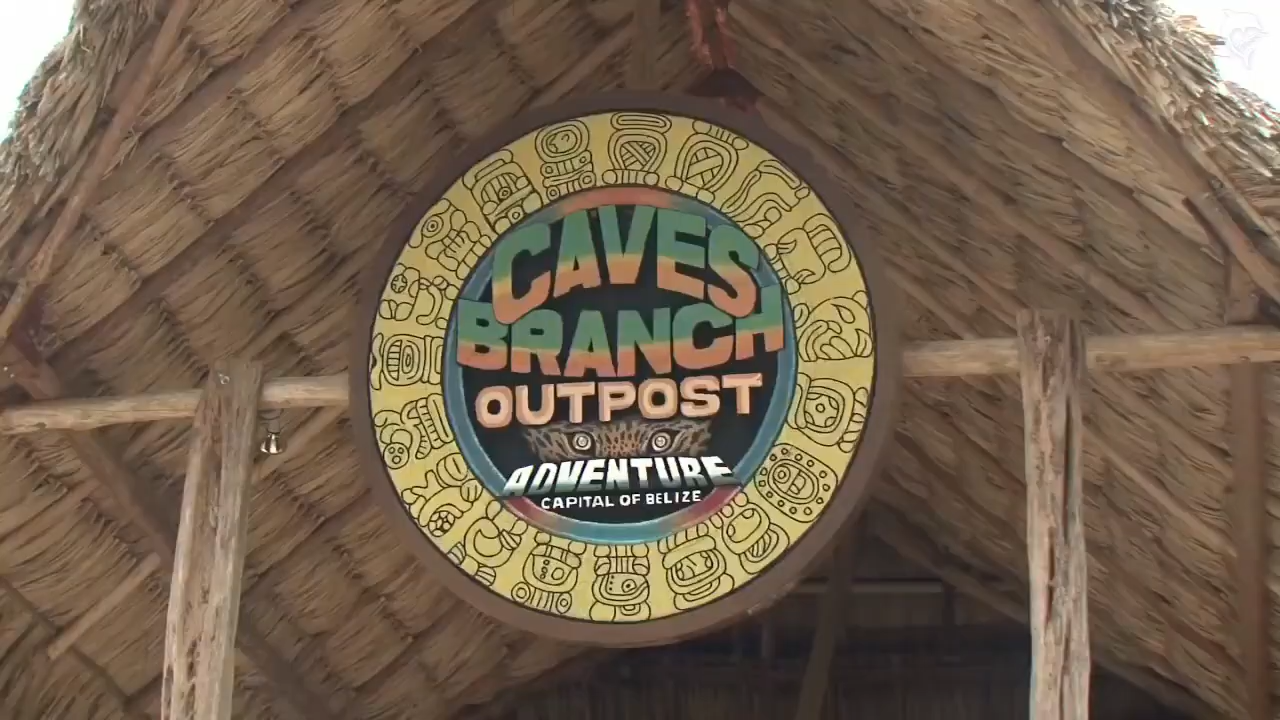 CAVES
BRANCH
OUTPOST
ADVENTURE
CAPITAL OF BELIZE